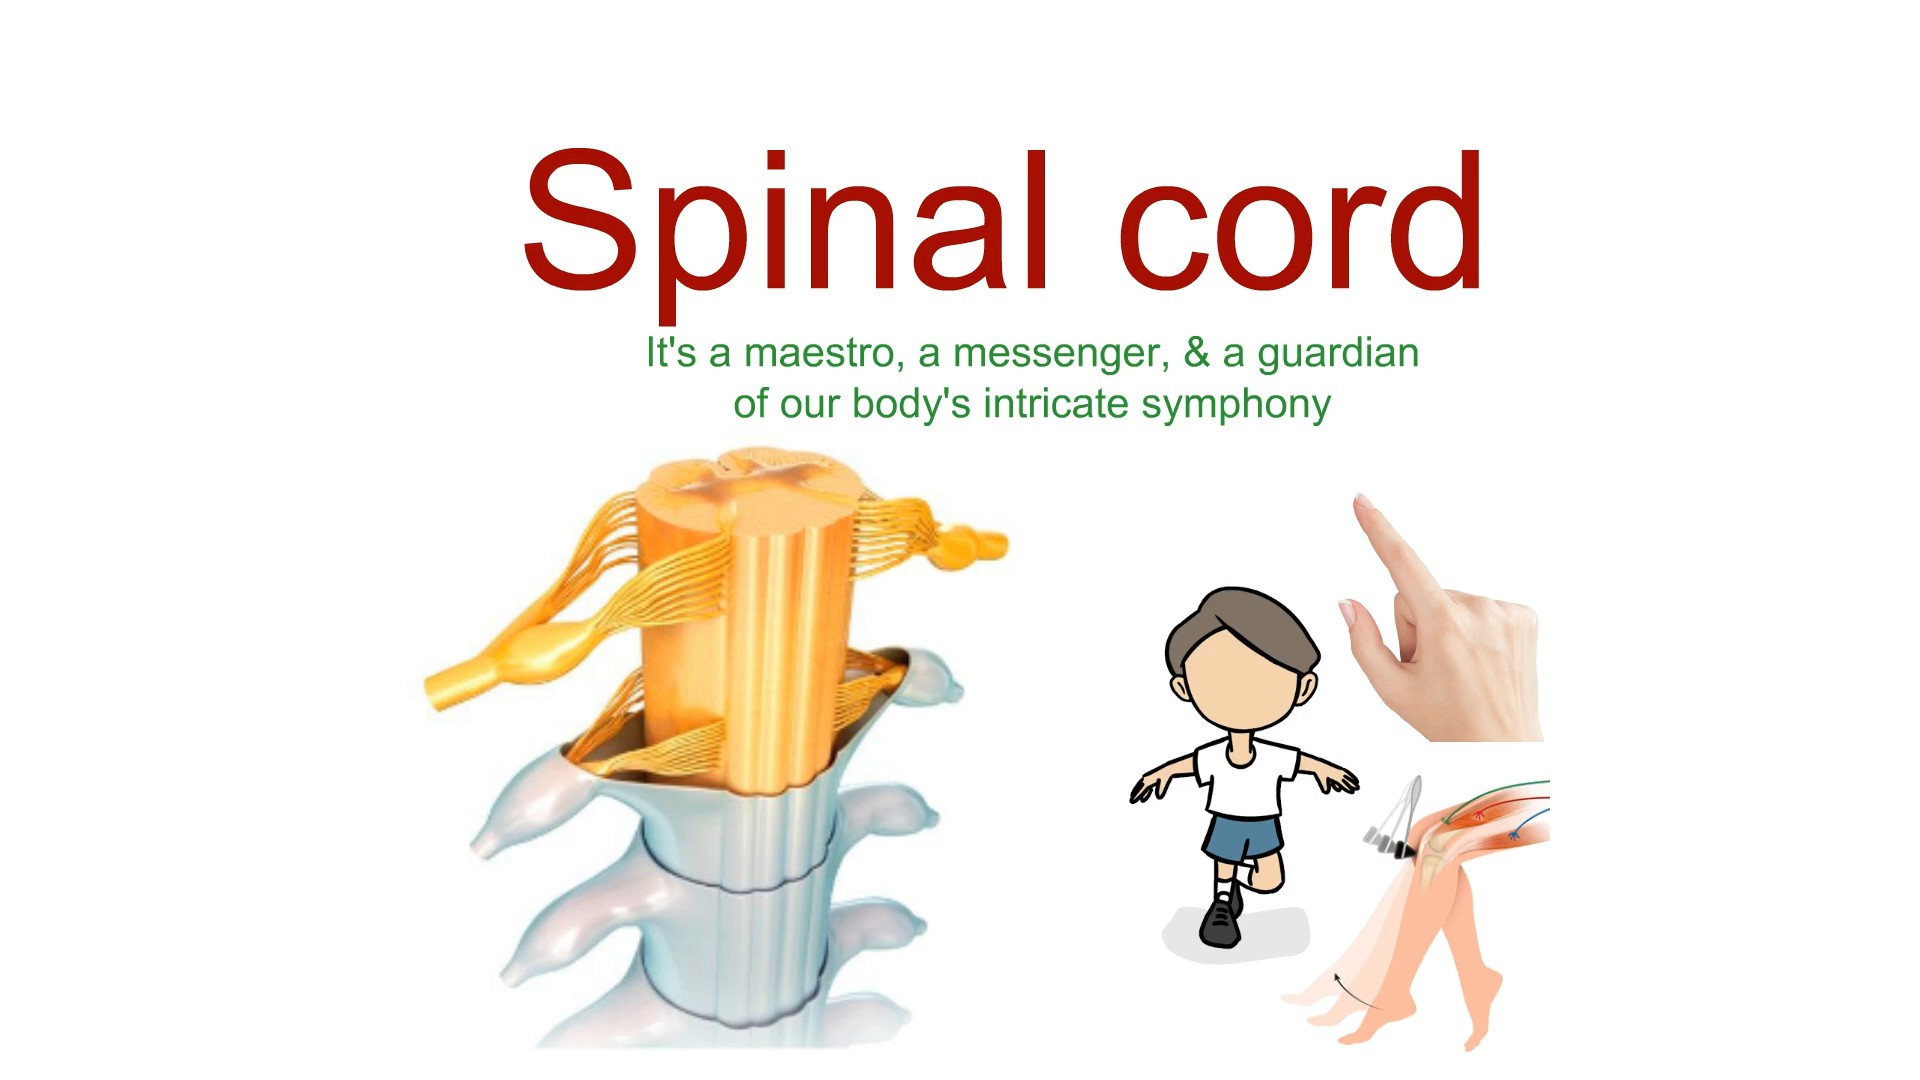 Spinal cord
It's a maestro, a messenger, & a guardian
of our body's intricate symphony